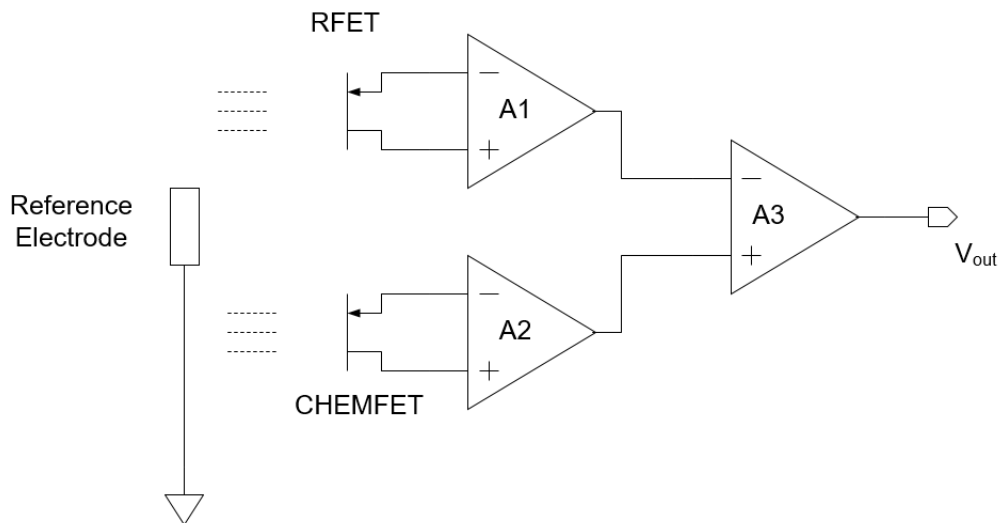 RFET
A1
Reference
Electrode
A3
Vout
A2
CHEMFET